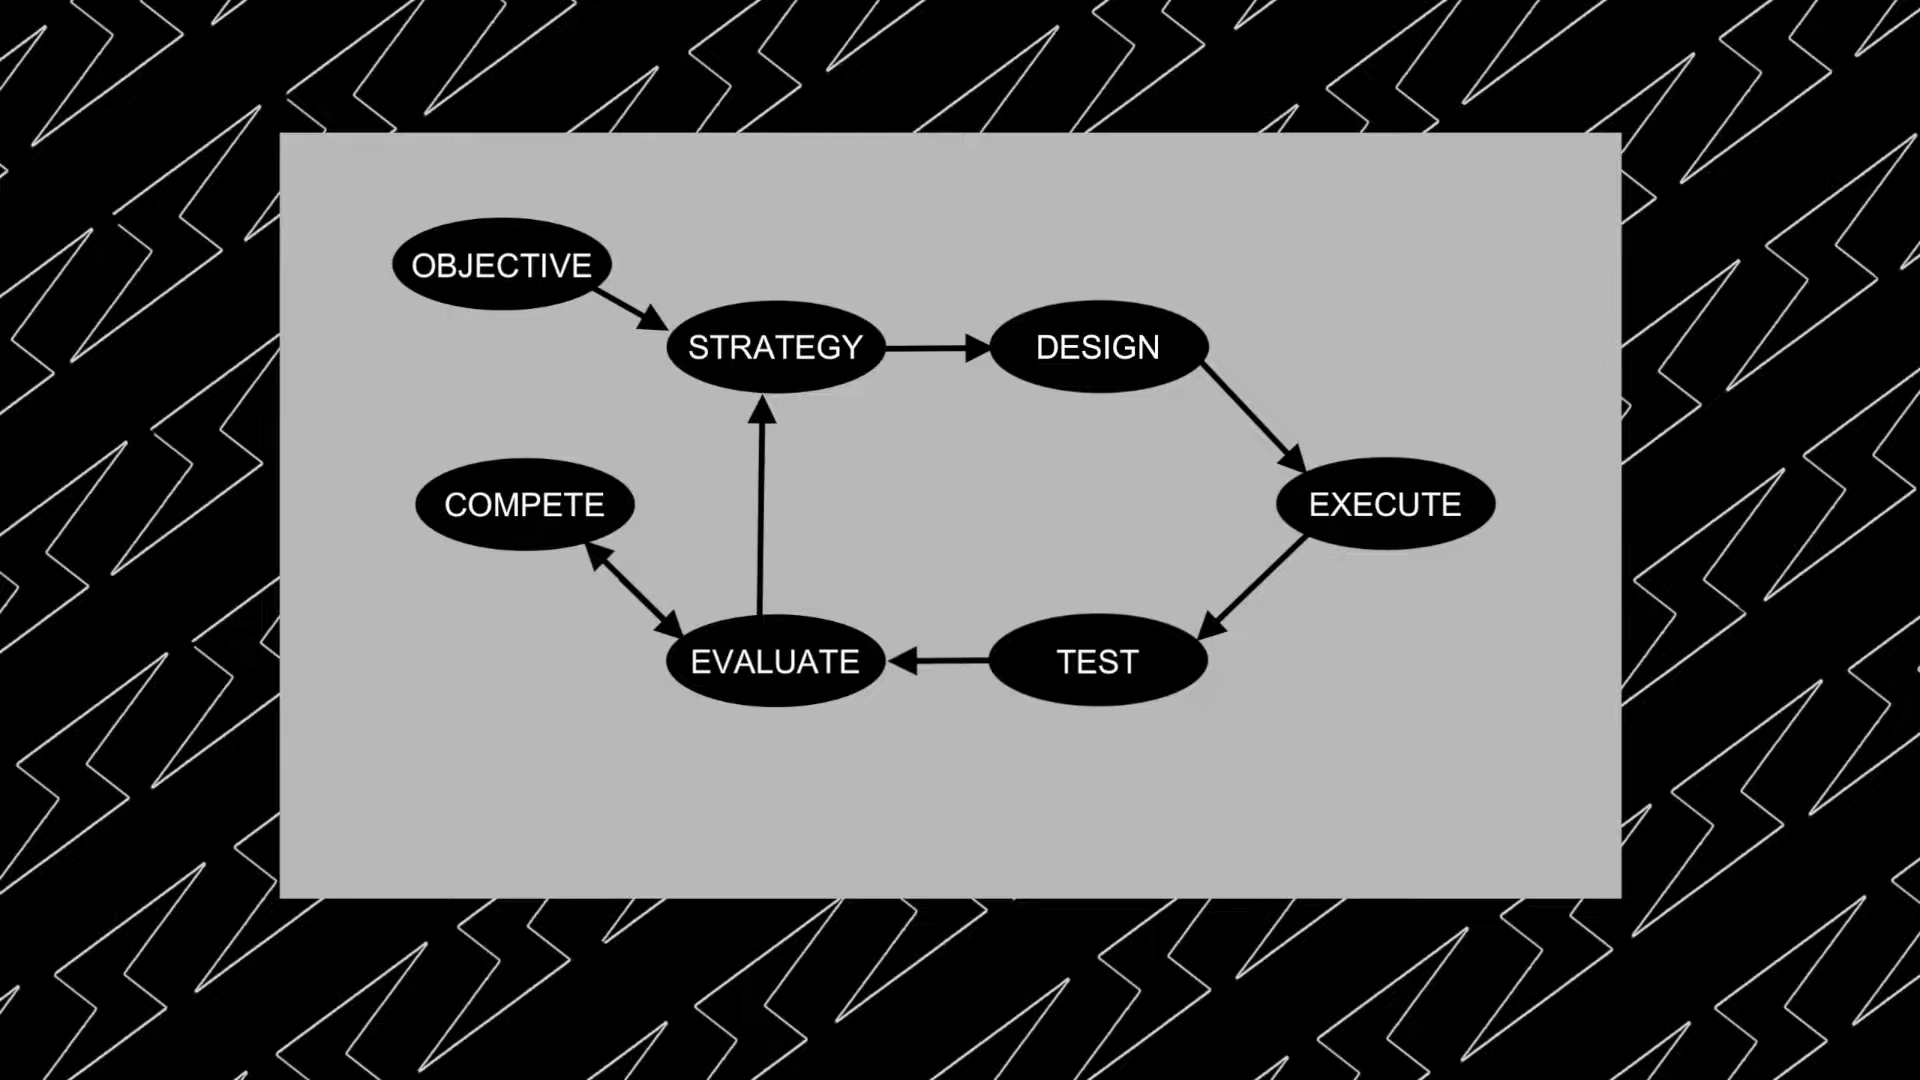 OBJECTIVE
STRATEGY
DESIGN
COMPETE
EXECUTE
EVALUATE
TEST